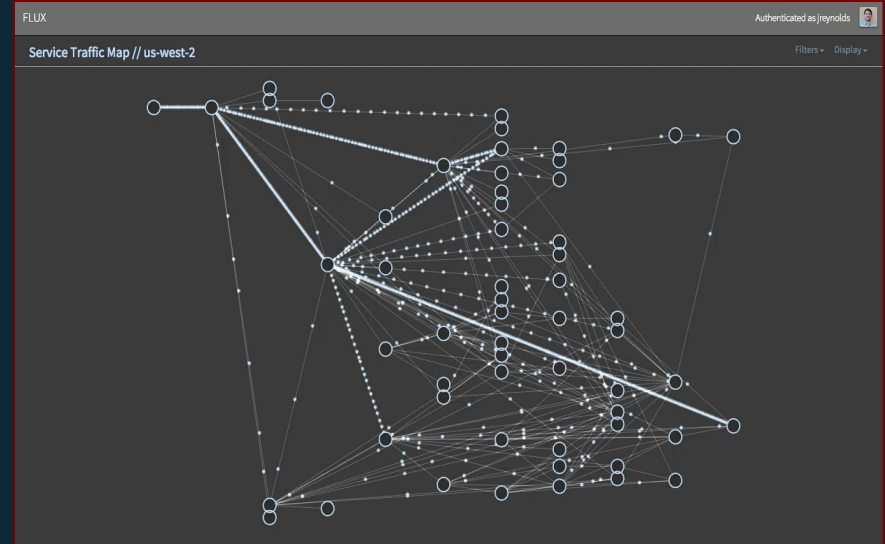 FLUX
Authenticated as jreynolds
Service Traffic Map // us-west-2
Filters
Display